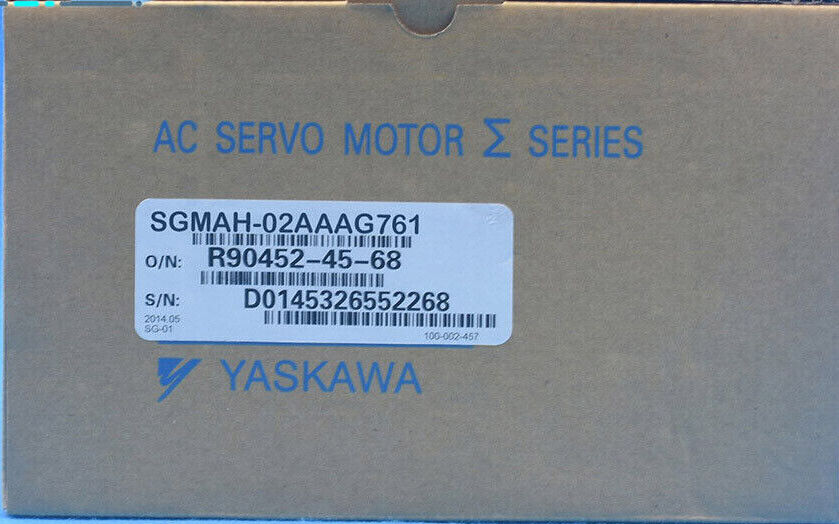 AC SERVO MOTOR Σ SERIES
SGMAH-02AAAG761
O/N: R90452-45-68
S/N: D0145326552268
2014.05
SG-01
100-002-457
YASKAWA